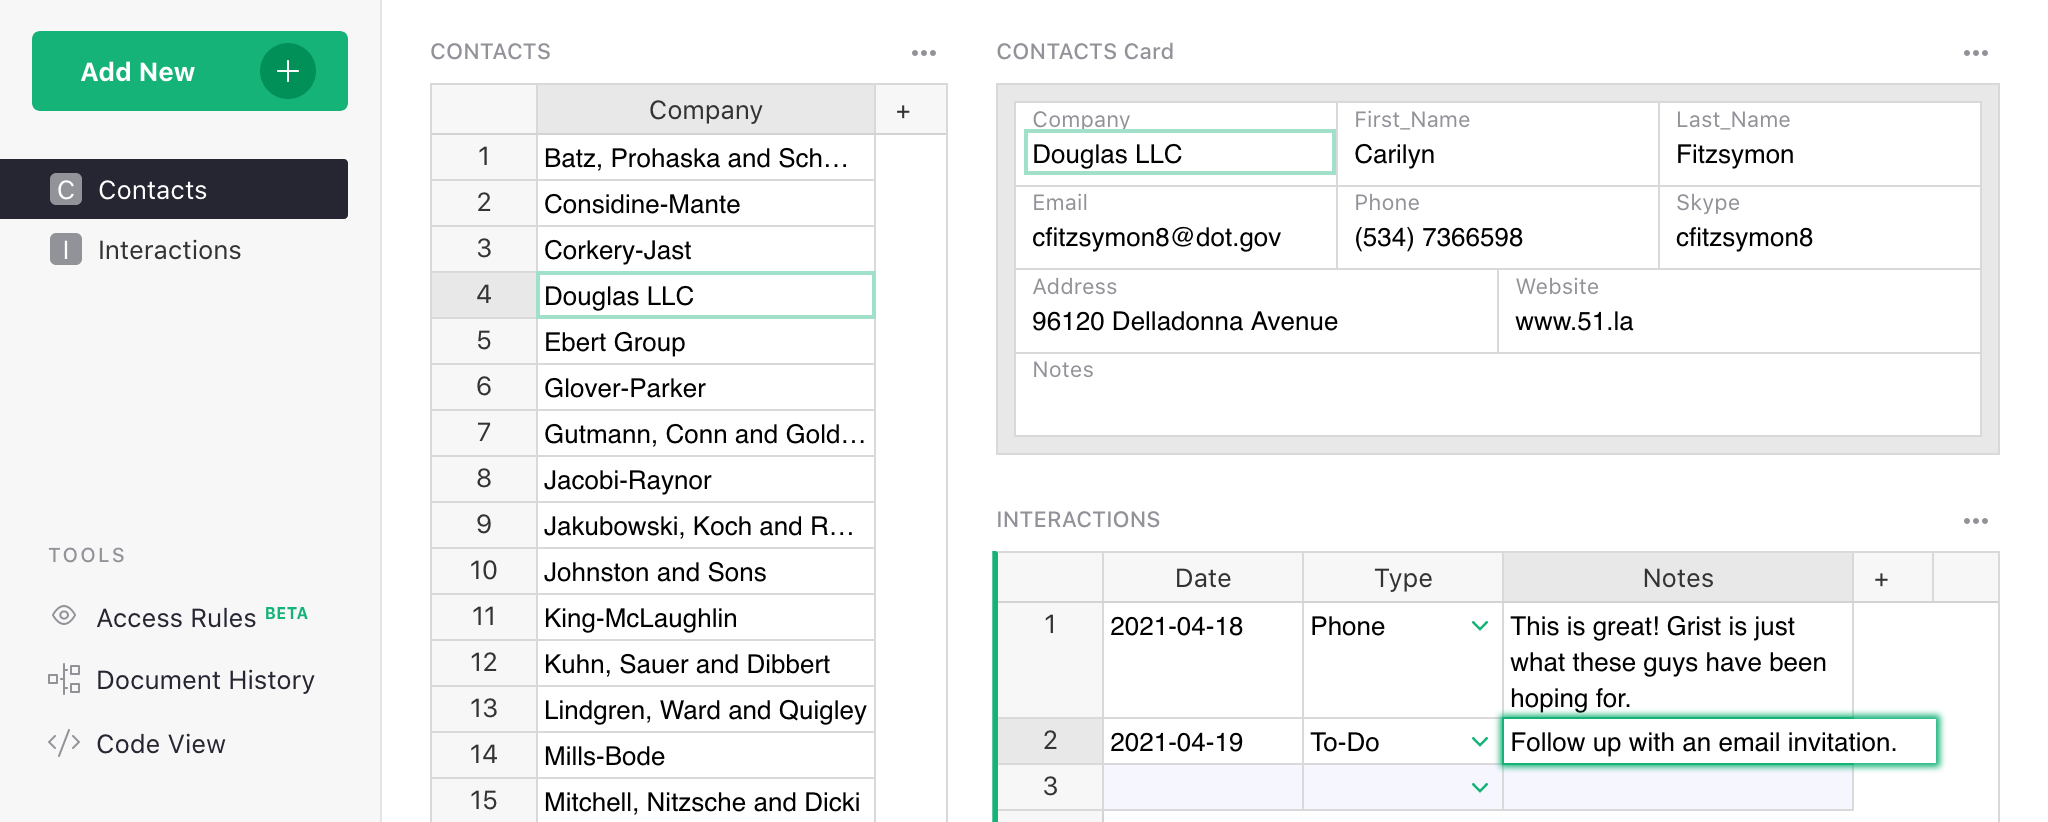 Add New +
C Contacts
I Interactions
TOOLS
Access Rules BETA
Document History
</> Code View
CONTACTS •••
Company +
1 Batz, Prohaska and Sch…
2 Considine-Mante
3 Corkery-Jast
4 Douglas LLC
5 Ebert Group
6 Glover-Parker
7 Gutmann, Conn and Gold…
8 Jacobi-Raynor
9 Jakubowski, Koch and R…
10 Johnston and Sons
11 King-McLaughlin
12 Kuhn, Sauer and Dibbert
13 Lindgren, Ward and Quigley
14 Mills-Bode
15 Mitchell, Nitzsche and Dicki
CONTACTS Card •••
Company First_Name Last_Name
Douglas LLC Carilyn Fitzsymon
Email Phone Skype
cfitzsymon8@dot.gov (534) 7366598 cfitzsymon8
Address Website
96120 Delladonna Avenue www.51.la
Notes
INTERACTIONS •••
Date Type Notes +
1 2021-04-18 Phone This is great! Grist is just
what these guys have been
hoping for.
2 2021-04-19 To-Do Follow up with an email invitation.
3